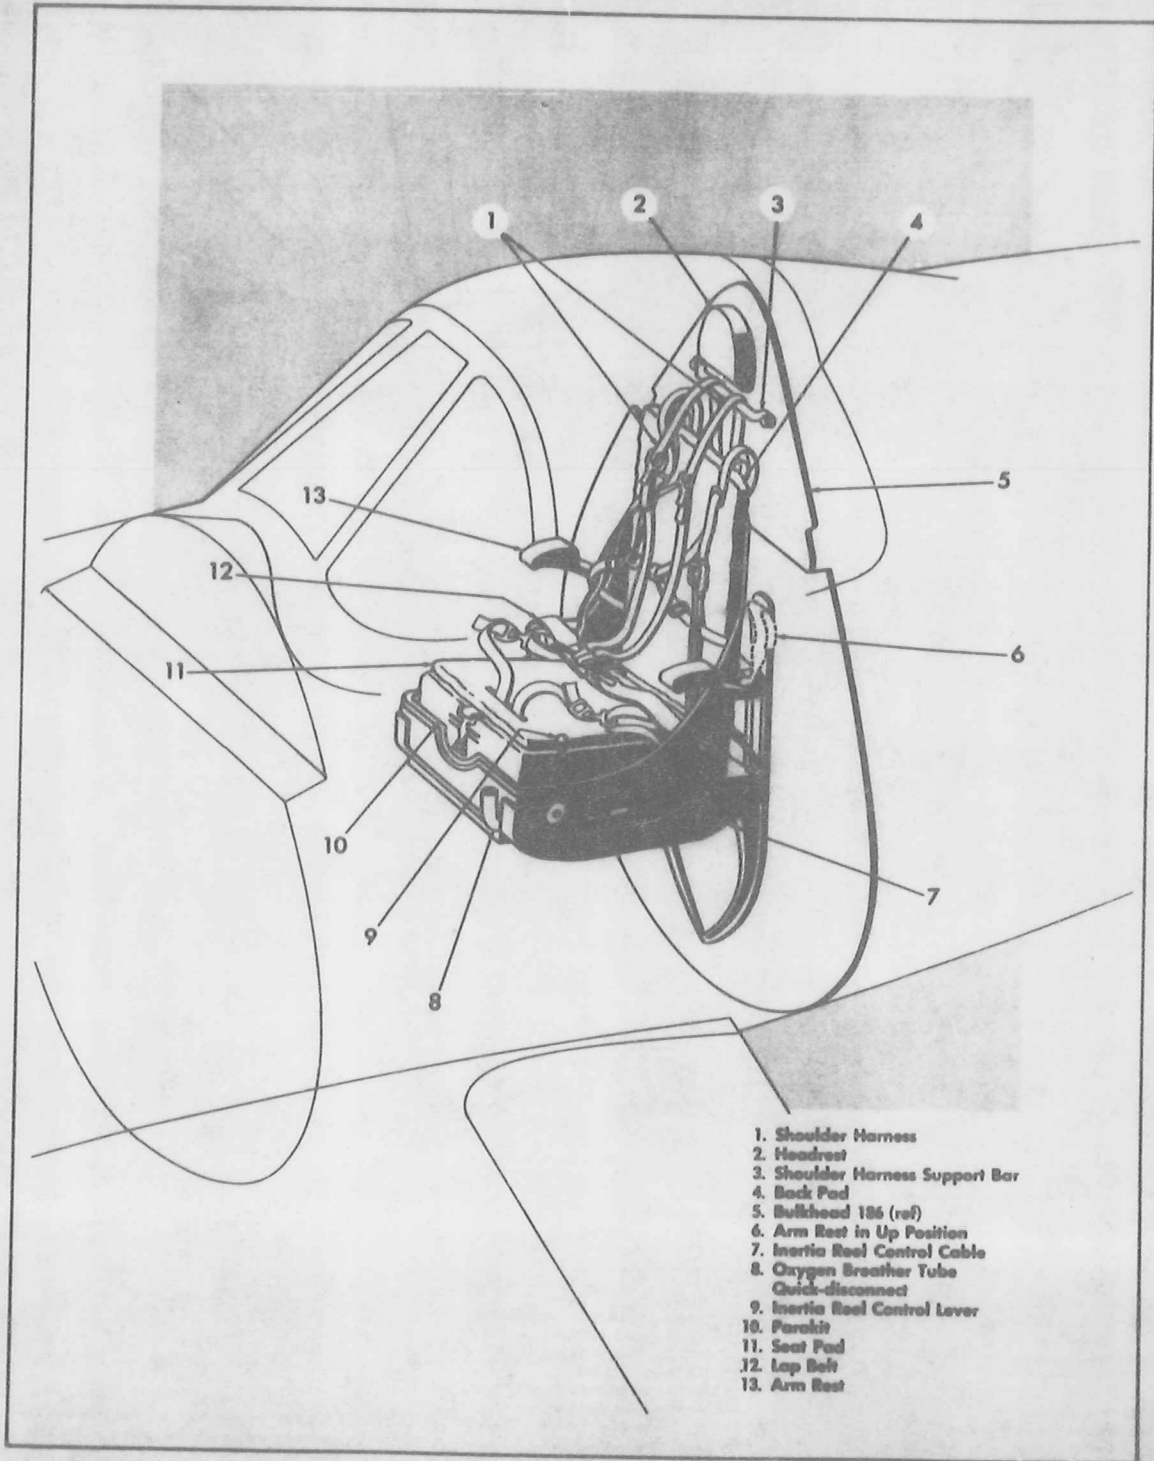 1
2
3
4
5
13
12
6
11
10
7
9
8
1. Shoulder Harness
2. Headrest
3. Shoulder Harness Support Bar
4. Back Pad
5. Bulkhead 186 (ref)
6. Arm Rest in Up Position
7. Inertia Reel Control Cable
8. Oxygen Breather Tube
Quick-disconnect
9. Inertia Reel Control Lever
10. Parakit
11. Seat Pad
12. Lap Belt
13. Arm Rest